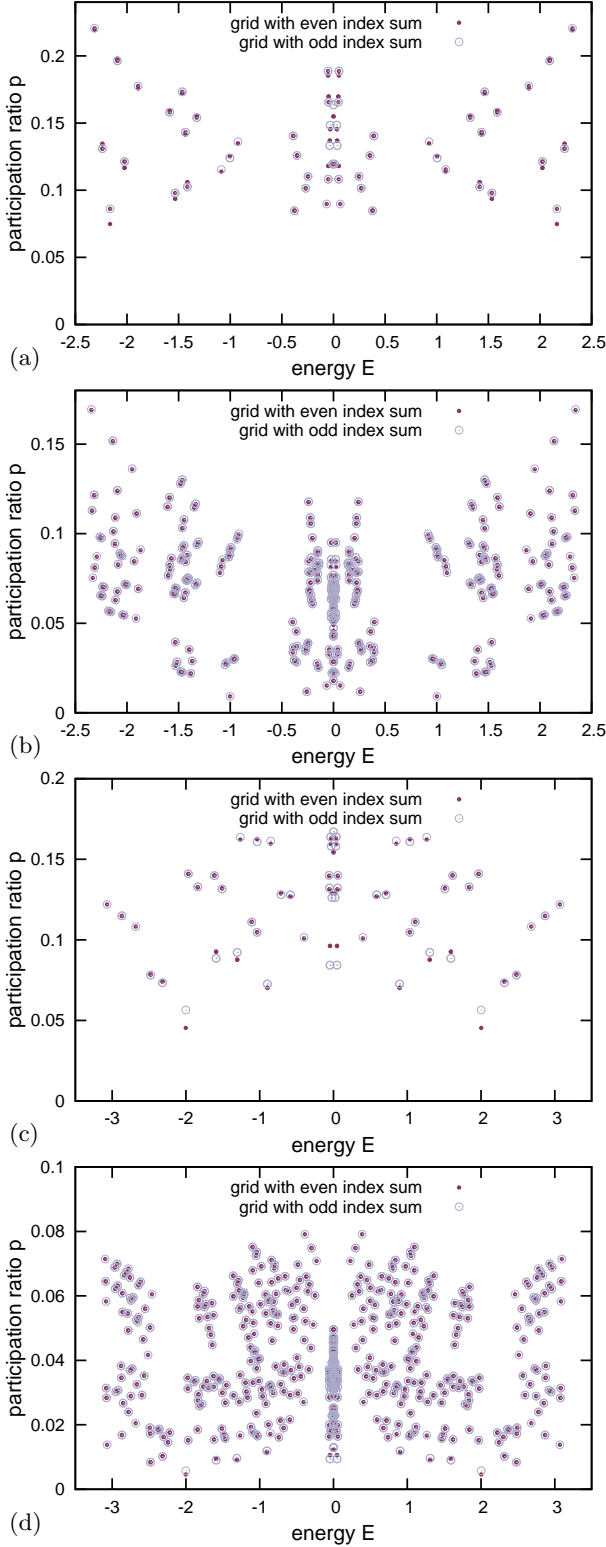 grid with even index sum
grid with odd index sum
0.2
0.15
0.1
0.05
0
participation ratio p
-2.5 -2 -1.5 -1 -0.5 0 0.5 1 1.5 2 2.5
energy E
(a)
grid with even index sum
grid with odd index sum
0.15
0.1
0.05
0
participation ratio p
-2.5 -2 -1.5 -1 -0.5 0 0.5 1 1.5 2 2.5
energy E
(b)
0.2
grid with even index sum
grid with odd index sum
0.15
0.1
0.05
0
participation ratio p
-3 -2 -1 0 1 2 3
energy E
(c)
0.1
grid with even index sum
grid with odd index sum
0.08
0.06
0.04
0.02
0
participation ratio p
-3 -2 -1 0 1 2 3
energy E
(d)